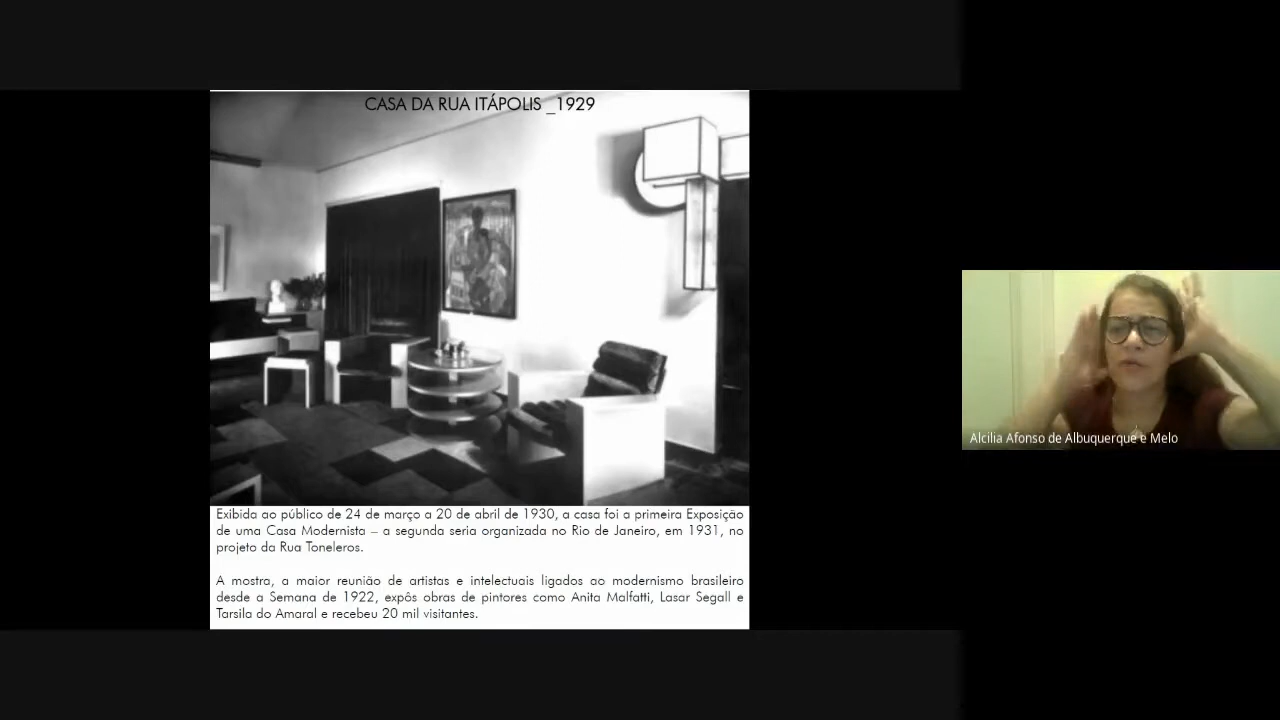 CASA DA RUA ITÁPOLIS _1929
Exibida ao público de 24 de março a 20 de abril de 1930, a casa foi a primeira Exposição
de uma Casa Modernista – a segunda seria organizada no Rio de Janeiro, em 1931, no
projeto da Rua Toneleros.
A mostra, a maior reunião de artistas e intelectuais ligados ao modernismo brasileiro
desde a Semana de 1922, expôs obras de pintores como Anita Malfatti, Lasar Segall e
Tarsila do Amaral e recebeu 20 mil visitantes.
Alcilia Afonso de Albuquerque e Melo